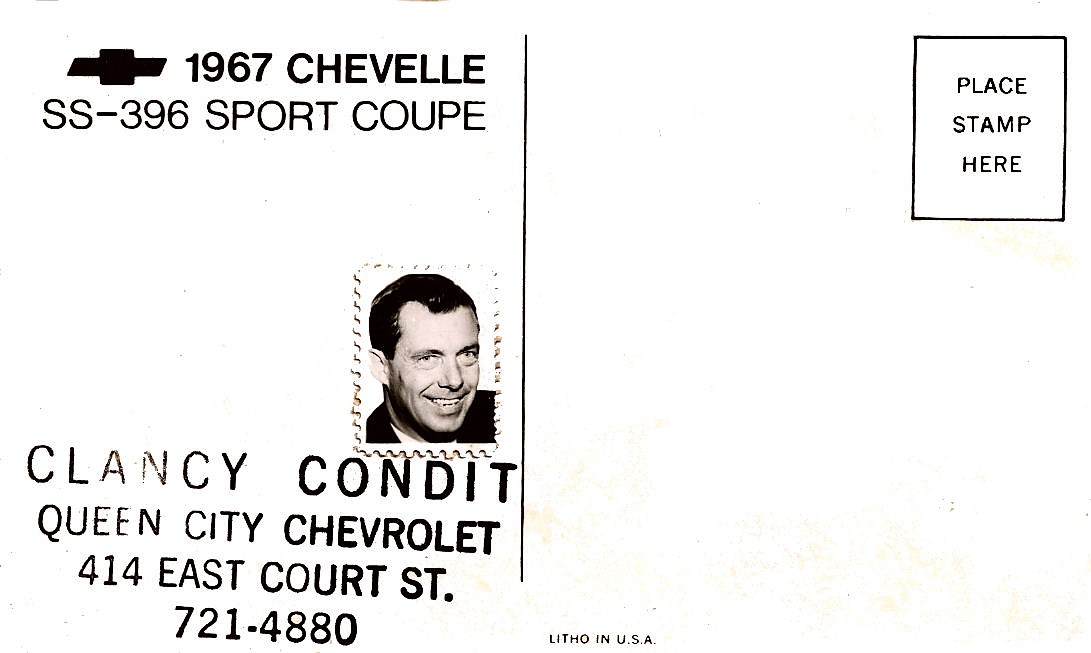 1967 CHEVELLE
SS-396 SPORT COUPE
PLACE
STAMP
HERE
CLANCY CONDIT
QUEEN CITY CHEVROLET
414 EAST COURT ST.
721-4880
LITHO IN U.S.A.